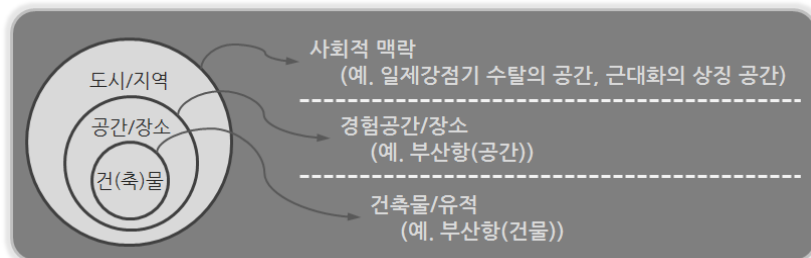 도시/지역
공간/장소
건(축)물
사회적 맥락
(예. 일제강점기 수탈의 공간, 근대화의 상징 공간)
경험공간/장소
(예. 부산항(공간))
건축물/유적
(예. 부산항(건물))